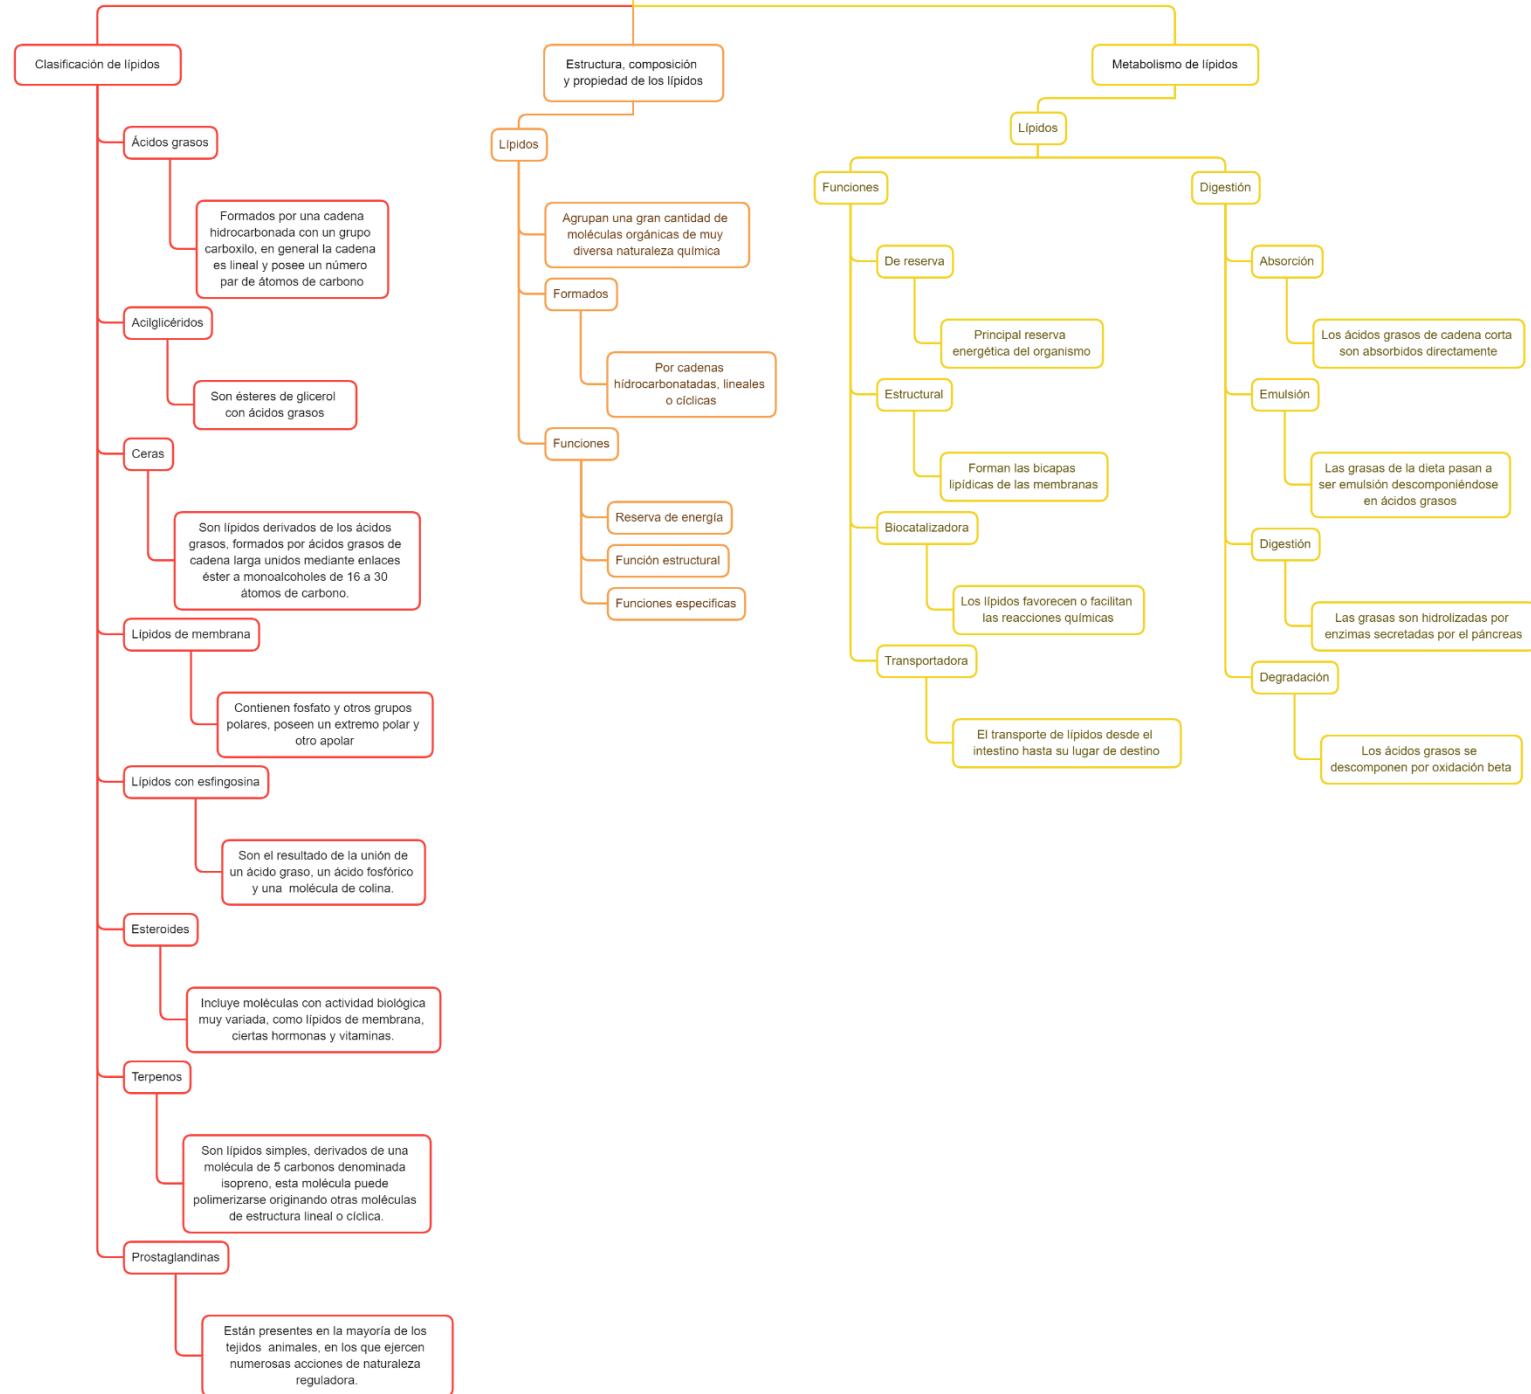 Clasificación de lípidos
Ácidos grasos
Formados por una cadena
hidrocarbonada con un grupo
carboxilo, en general la cadena
es lineal y posee un número
par de átomos de carbono
Acilglicéridos
Son ésteres de glicerol
con ácidos grasos
Ceras
Son lípidos derivados de los ácidos
grasos, formados por ácidos grasos de
cadena larga unidos mediante enlaces
éster a monoalcoholes de 16 a 30
átomos de carbono.
Lípidos de membrana
Contienen fosfato y otros grupos
polares, poseen un extremo polar y
otro apolar
Lípidos con esfingosina
Son el resultado de la unión de
un ácido graso, un ácido fosfórico
y una molécula de colina.
Esteroides
Incluye moléculas con actividad biológica
muy variada, como lípidos de membrana,
ciertas hormonas y vitaminas.
Terpenos
Son lípidos simples, derivados de una
molécula de 5 carbonos denominada
isopreno, esta molécula puede
polimerizarse originando otras moléculas
de estructura lineal o cíclica.
Prostaglandinas
Están presentes en la mayoría de los
tejidos animales, en los que ejercen
numerosas acciones de naturaleza
reguladora.
Estructura, composición
y propiedad de los lípidos
Lípidos
Agrupan una gran cantidad de
moléculas orgánicas de muy
diversa naturaleza química
Formados
Por cadenas
hídrocarbonatadas, lineales
o cíclicas
Funciones
Reserva de energía
Función estructural
Funciones especificas
Metabolismo de lípidos
Lípidos
Funciones
De reserva
Principal reserva
energética del organismo
Estructural
Forman las bicapas
lipídicas de las membranas
Biocatalizadora
Los lípidos favorecen o facilitan
las reacciones químicas
Transportadora
El transporte de lípidos desde el
intestino hasta su lugar de destino
Digestión
Absorción
Los ácidos grasos de cadena corta
son absorbidos directamente
Emulsión
Las grasas de la dieta pasan a
ser emulsión descomponiéndose
en ácidos grasos
Digestión
Las grasas son hidrolizadas por
enzimas secretadas por el páncreas
Degradación
Los ácidos grasos se
descomponen por oxidación beta